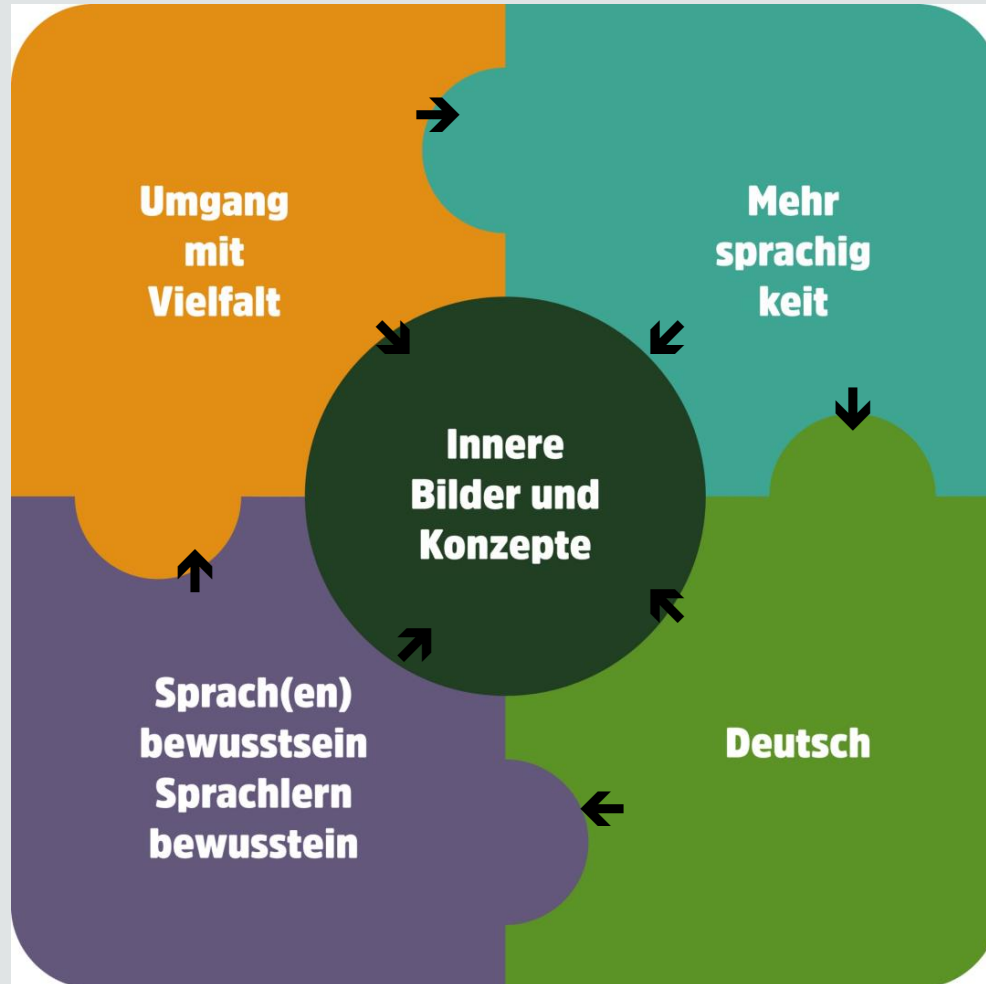 Umgang
mit
Vielfalt
Mehr
sprachig
keit
Innere
Bilder und
Konzepte
Sprach(en)
bewusstsein
Sprachlern
bewusstein
Deutsch